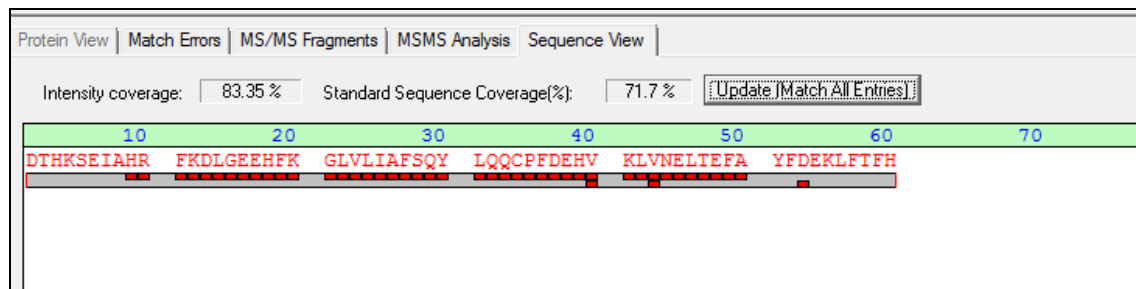 Protein View Match Errors MS/MS Fragments MSMS Analysis Sequence View
Intensity coverage: 83.35 % Standard Sequence Coverage(%): 71.7 % Update (Match All Entries)
10 20 30 40 50 60 70
DTHKSEIAHR FKDLGEEHFK GLVLIAFSQY LQQCPFDEHV KLVNELTEFA YFDEKLFTFH